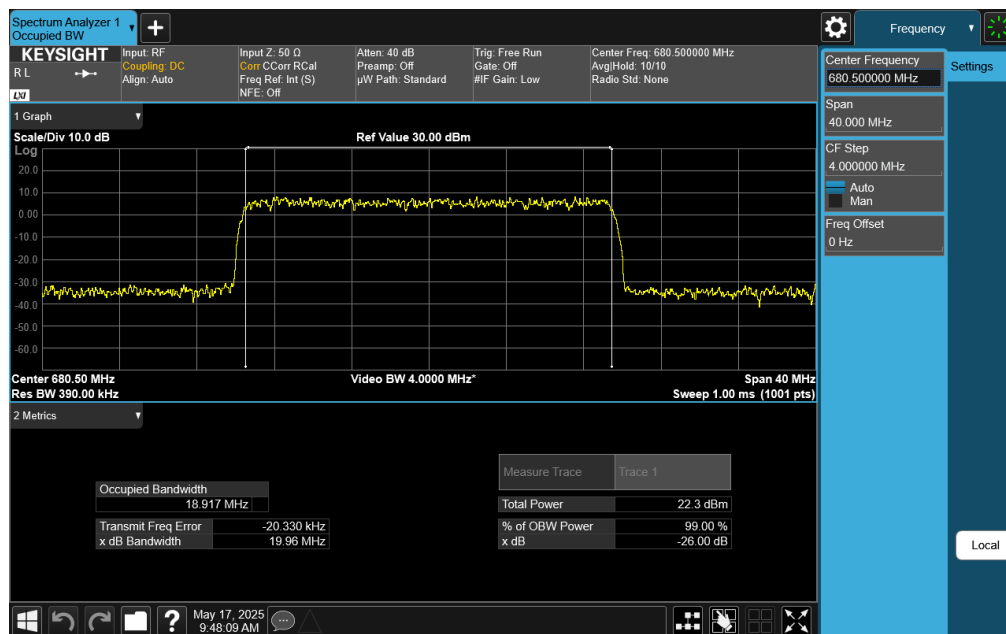 Spectrum Analyzer 1
Occupied BW
+
Frequency
KEYSIGHT
R L
LXI
Input: RF
Coupling: DC
Align: Auto
Input Z: 50 Ω
Corr CCorr RCal
Freq Ref: Int (S)
NFE: Off
Atten: 40 dB
Preamp: Off
µW Path: Standard
Trig: Free Run
Gate: Off
#IF Gain: Low
Center Freq: 680.500000 MHz
Avg|Hold: 10/10
Radio Std: None
Center Frequency
680.500000 MHz
Settings
Span
40.000 MHz
CF Step
4.000000 MHz
Auto
Man
Freq Offset
0 Hz
1 Graph
Scale/Div 10.0 dB
Ref Value 30.00 dBm
Log
20.0
10.0
0.00
-10.0
-20.0
-30.0
-40.0
-50.0
-60.0
Center 680.50 MHz
Video BW 4.0000 MHz*
Span 40 MHz
Res BW 390.00 kHz
Sweep 1.00 ms (1001 pts)
2 Metrics
Measure Trace Trace 1
Occupied Bandwidth
18.917 MHz
Total Power 22.3 dBm
Transmit Freq Error -20.330 kHz
% of OBW Power 99.00 %
x dB Bandwidth 19.96 MHz
x dB -26.00 dB
Local
?
May 17, 2025
9:48:09 AM